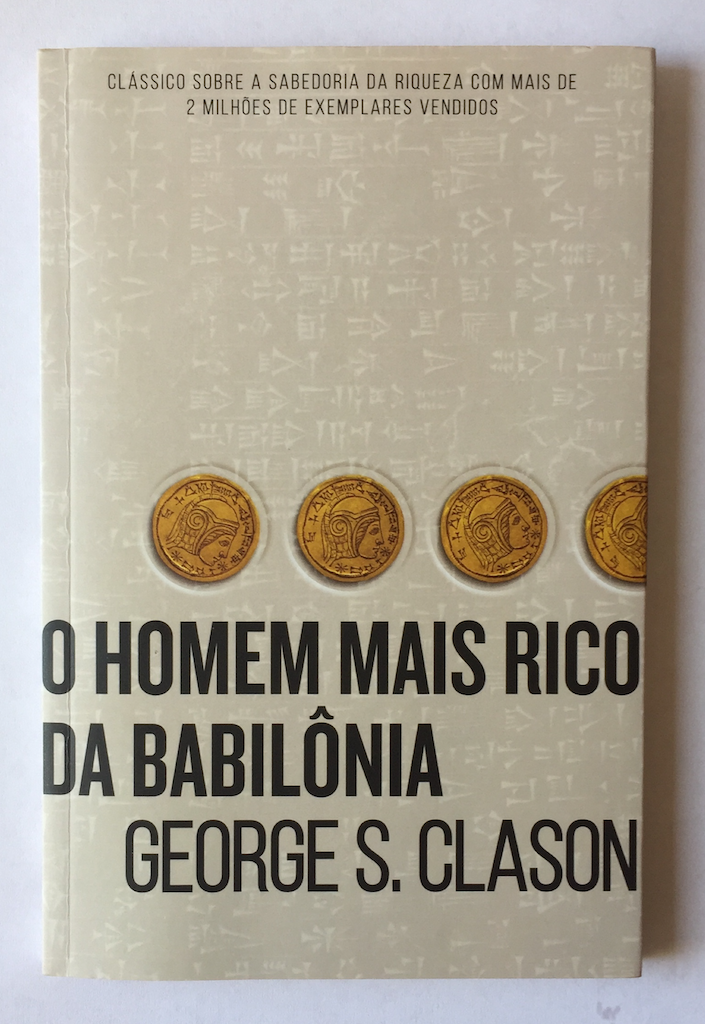 CLÁSSICO SOBRE A SABEDORIA DA RIQUEZA COM MAIS DE
2 MILHÕES DE EXEMPLARES VENDIDOS
O HOMEM MAIS RICO
DA BABILÔNIA
GEORGE S. CLASON